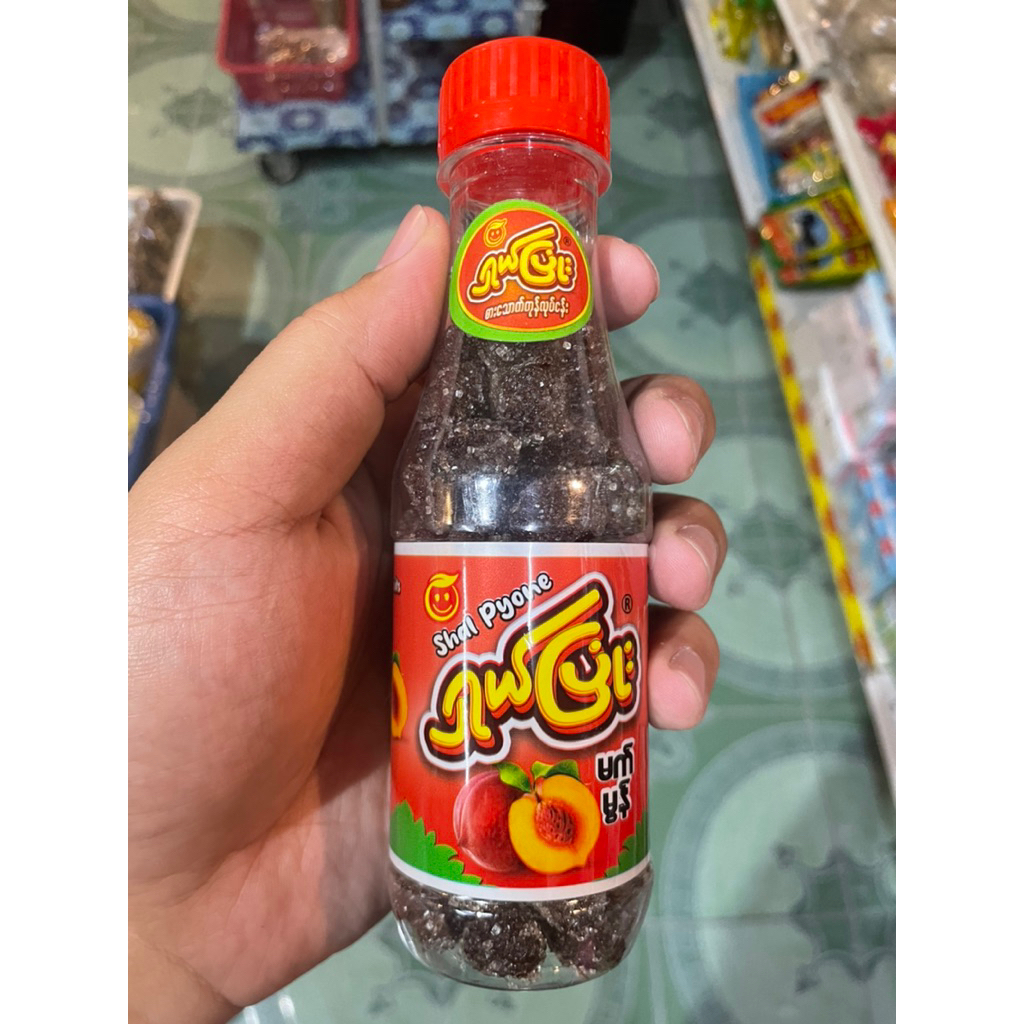 ရှယ်ပြုံး ®
စားသောက်ကုန်လုပ်ငန်း
Shal Pyone
ရှယ်ပြုံး ®
မက်
မွန်